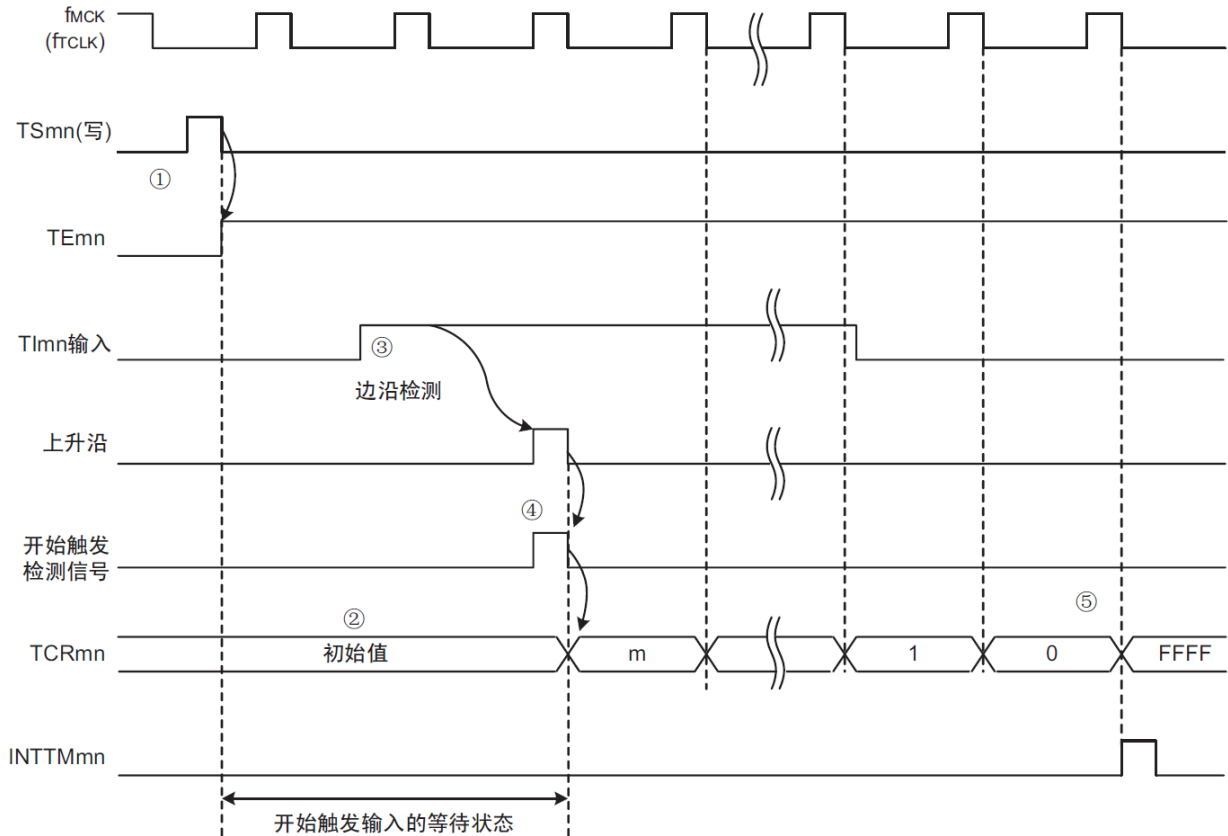 fMCK
(fTCLK)
TSmn(写)
①
TEmn
TImn输入
③
边沿检测
上升沿
④
开始触发
检测信号
②
⑤
TCRmn
初始值
m
1
0
FFFF
INTTMmn
开始触发输入的等待状态